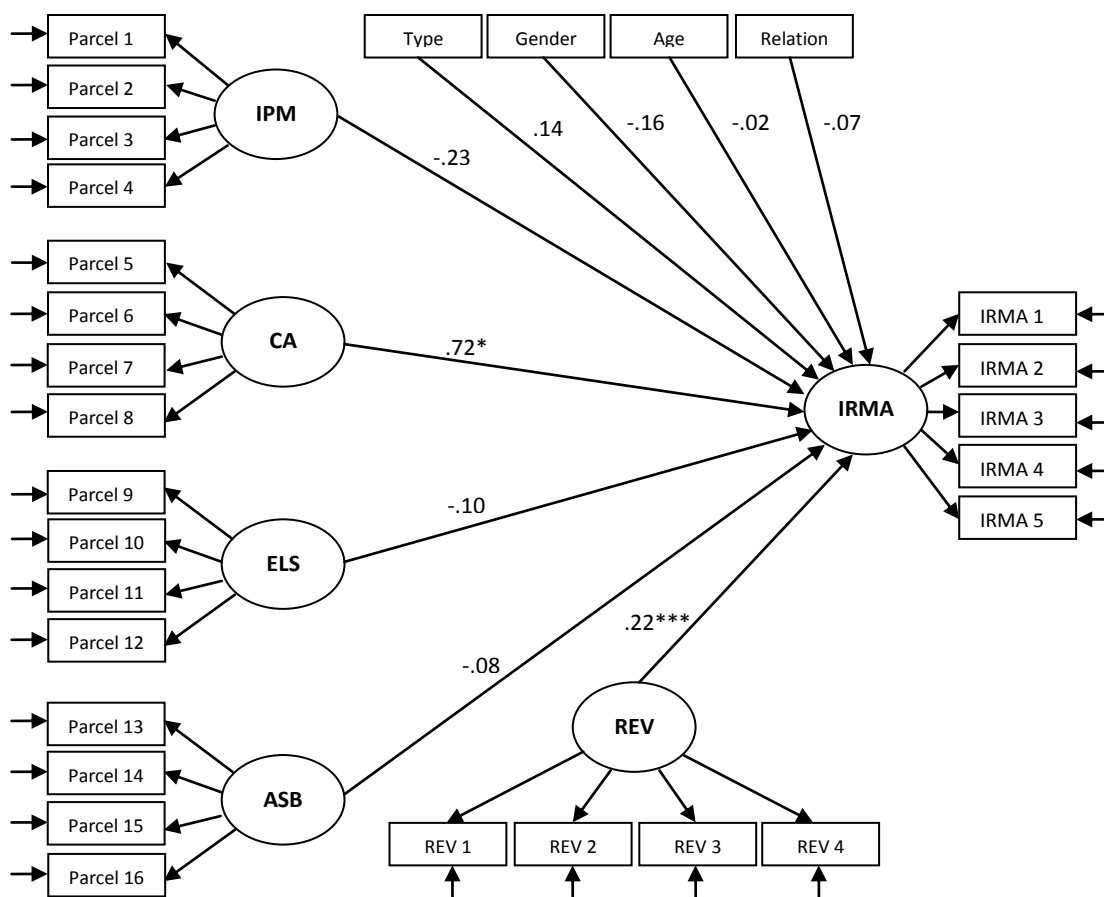 Parcel 1
Parcel 2
Parcel 3
Parcel 4
IPM
Type
Gender
Age
Relation
.14
-.16
-.02
-.07
-.23
Parcel 5
Parcel 6
Parcel 7
Parcel 8
CA
.72*
IRMA
IRMA 1
IRMA 2
IRMA 3
IRMA 4
IRMA 5
Parcel 9
Parcel 10
Parcel 11
Parcel 12
ELS
-.10
.22***
-.08
Parcel 13
Parcel 14
Parcel 15
Parcel 16
ASB
REV
REV 1
REV 2
REV 3
REV 4